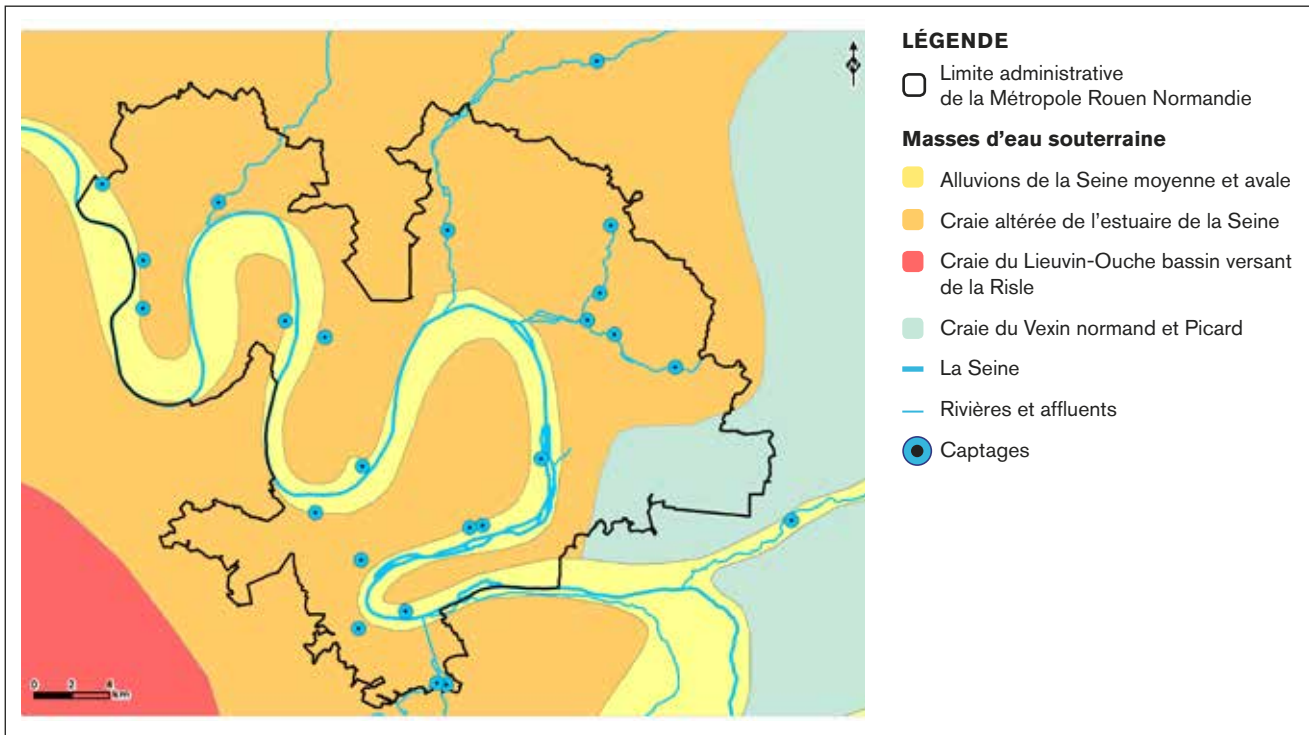 N
LÉGENDE
Limite administrative
de la Métropole Rouen Normandie
Masses d'eau souterraine
Alluvions de la Seine moyenne et avale
Craie altérée de l'estuaire de la Seine
Craie du Lieuvin-Ouche bassin versant
de la Risle
Craie du Vexin normand et Picard
La Seine
Rivières et affluents
Captages
0 2 4
km